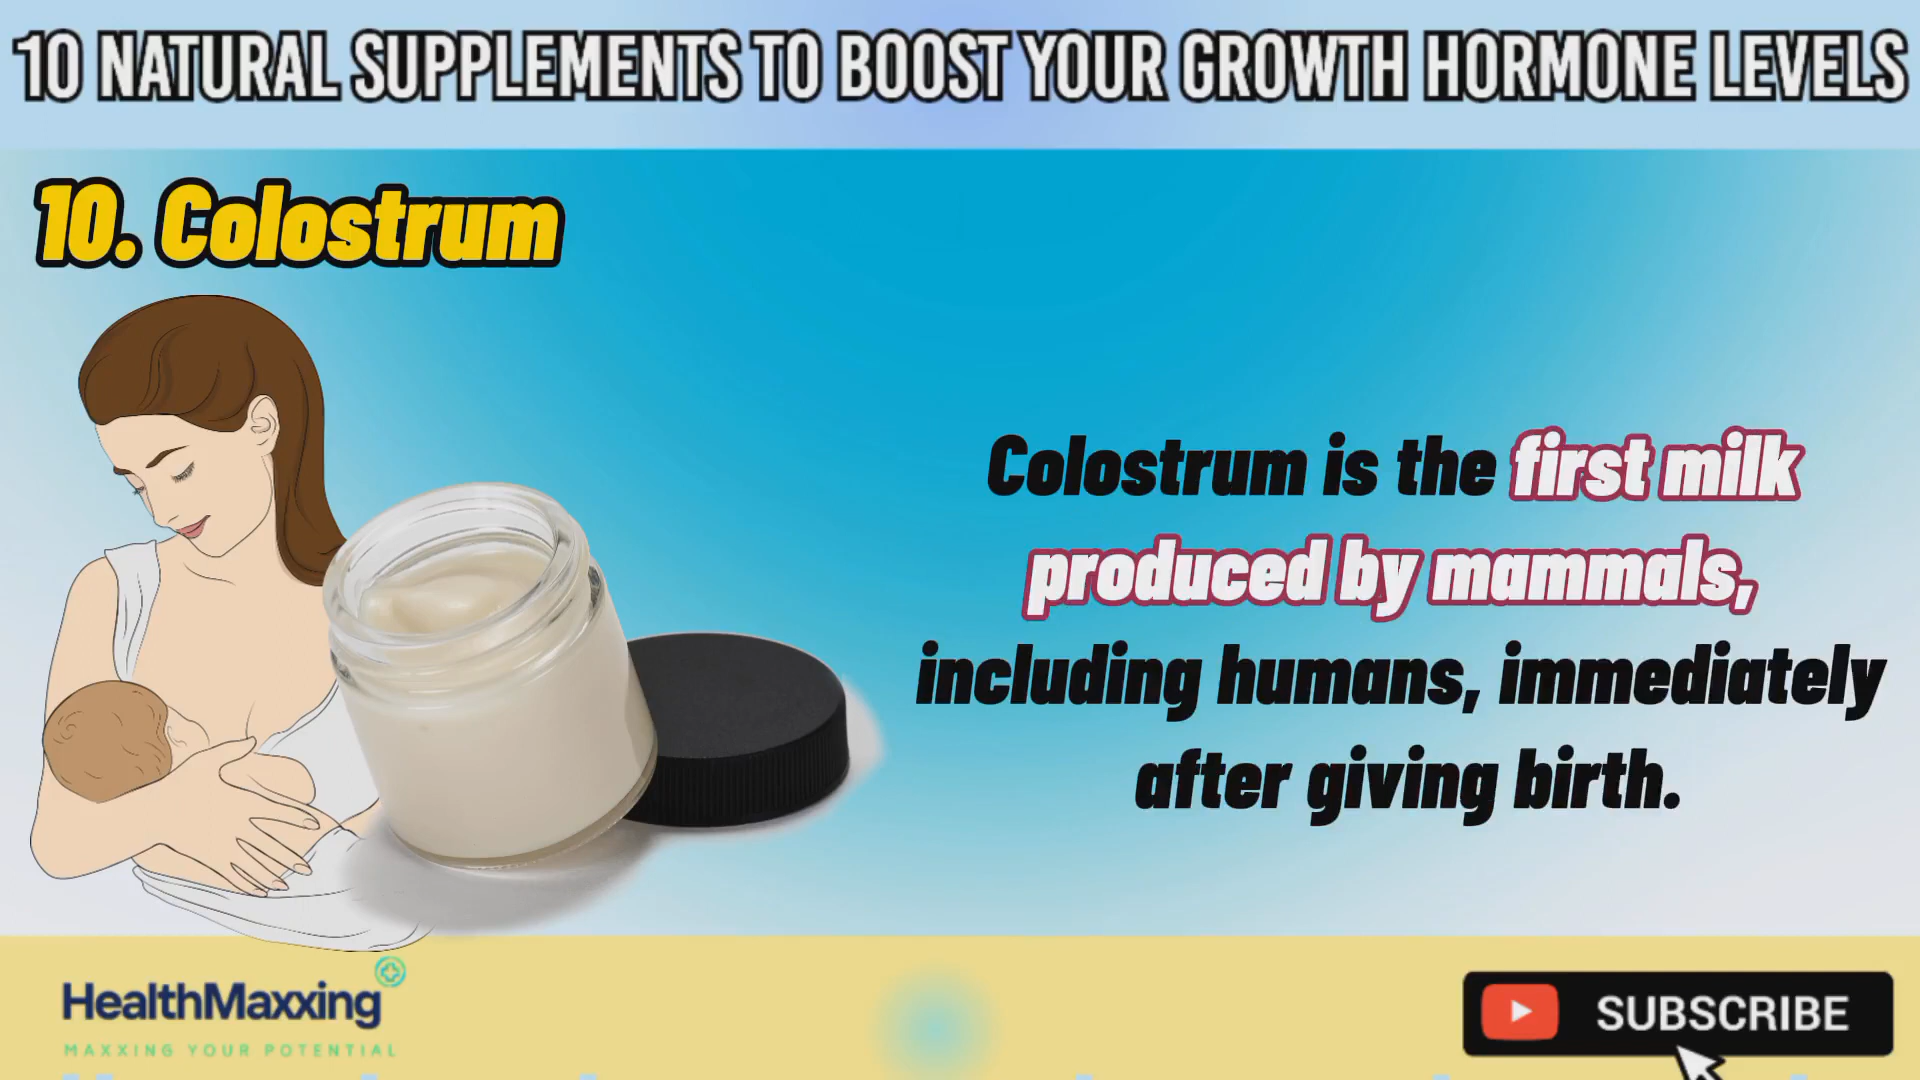 10 NATURAL SUPPLEMENTS TO BOOST YOUR GROWTH HORMONE LEVELS
10. Colostrum
Colostrum is the first milk
produced by mammals,
including humans, immediately
after giving birth.
HealthMaxxing
MAXXING YOUR POTENTIAL
SUBSCRIBE